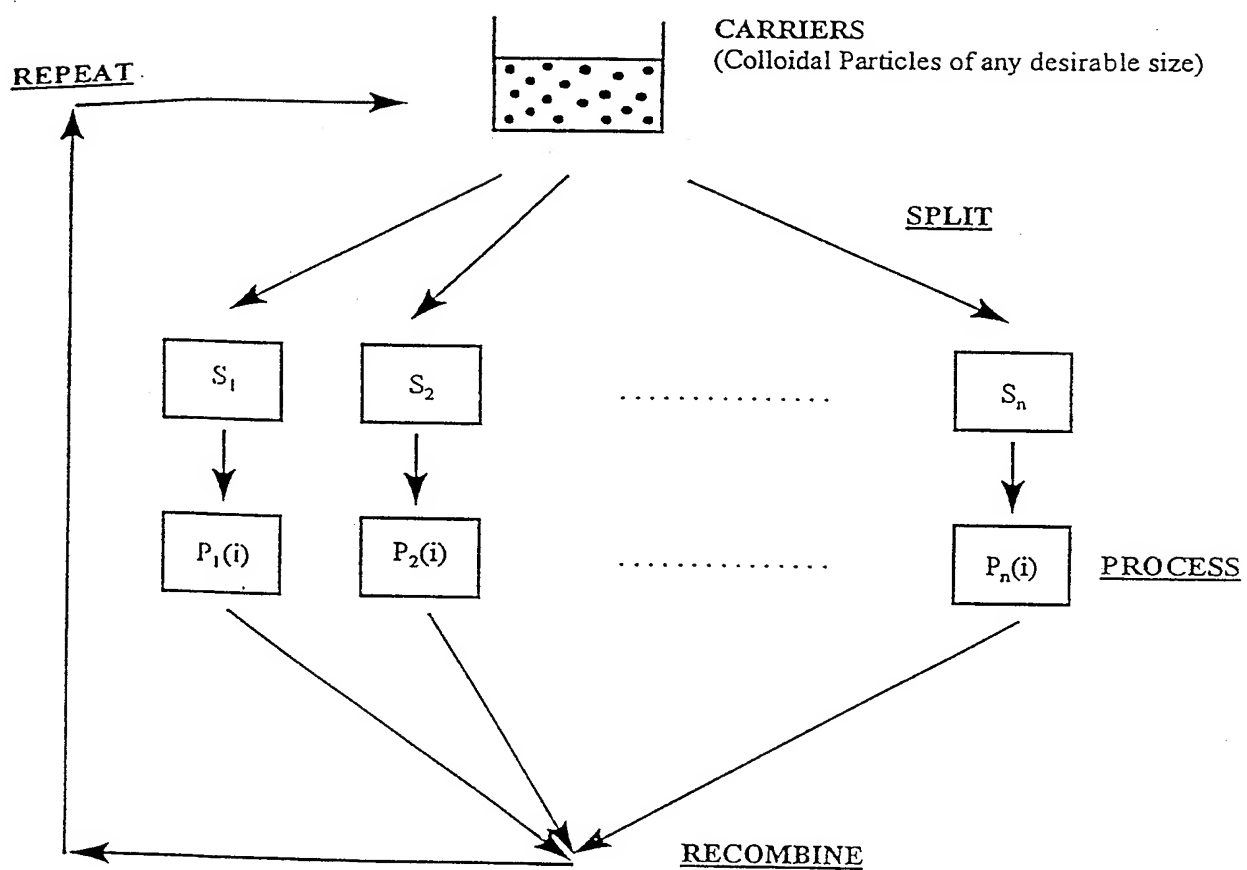 CARRIERS
(Colloidal Particles of any desirable size)
REPEAT
SPLIT
S₁
S₂
..............
Sₙ
P₁(i)
P₂(i)
..............
Pₙ(i)
PROCESS
RECOMBINE